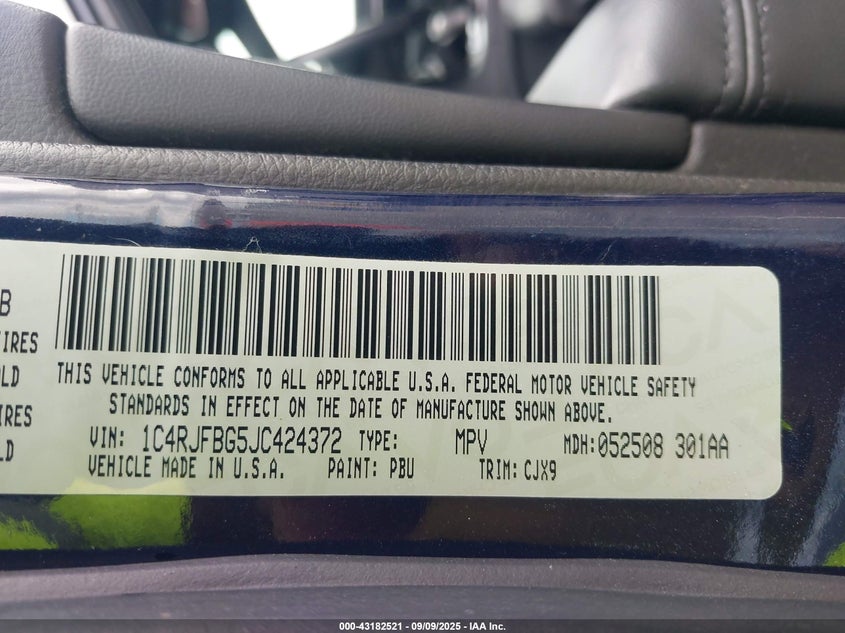 B
TIRES
OLD
IRES
LD
THIS VEHICLE CONFORMS TO ALL APPLICABLE U.S.A. FEDERAL MOTOR VEHICLE SAFETY
STANDARDS IN EFFECT ON THE DATE OF MANUFACTURE SHOWN ABOVE.
VIN: 1C4RJFBG5JC424372 TYPE: MPV MDH:052508 301AA
VEHICLE MADE IN U.S.A. PAINT: PBU TRIM: CJX9
000-43182521 - 09/09/2025 - IAA Inc.